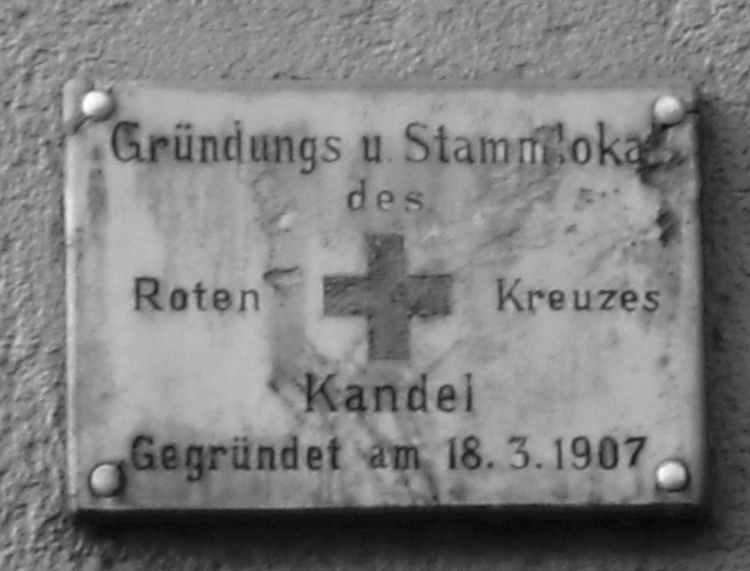 Gründungs u. Stammlokal
des
Roten Kreuzes
Kandel
Gegründet am 18.3.1907